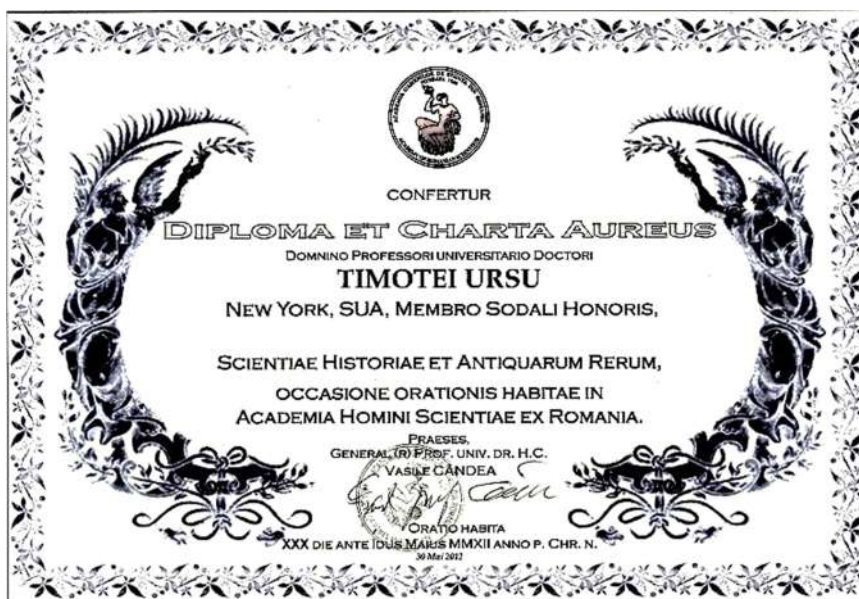 CONFERTUR
DIPLOMA ET CHARTA AUREUS
DOMNINO PROFESSORI UNIVERSITARIO DOCTORI
TIMOTEI URSU
NEW YORK, SUA, MEMBRO SODALI HONORIS,
SCIENTIAE HISTORIAE ET ANTIQUARUM RERUM,
OCCASIONE ORATIONIS HABITAE IN
ACADEMIA HOMINI SCIENTIAE EX ROMANIA.
PRAESES,
GENERAL (R) PROF. UNIV. DR. H.C.
VASILE CÂNDEA
ORATIO HABITA
XXX DIE ANTE IDUS MAIUS MMXII ANNO P. CHR. N.
30 Mai 2012